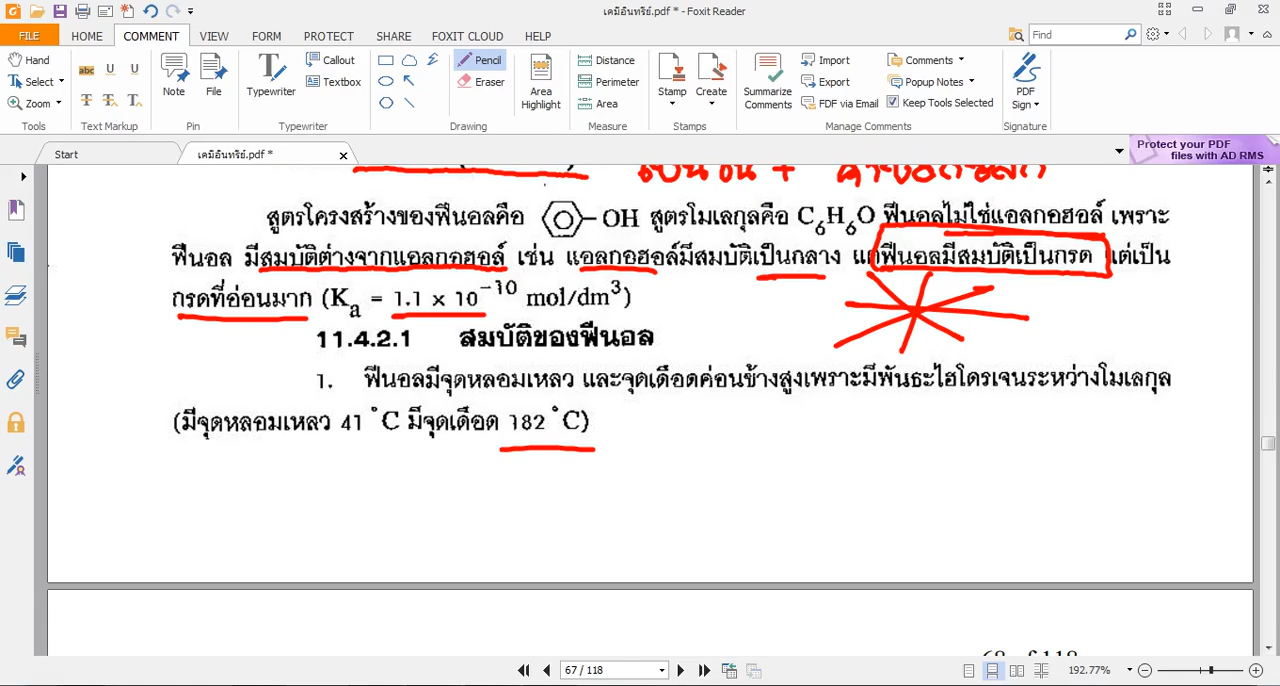 เคมีอินทรีย์.pdf * - Foxit Reader
FILE HOME COMMENT VIEW FORM PROTECT SHARE FOXIT CLOUD HELP Find
Hand
Select
Zoom
Tools
abc U U
T T T
Text Markup
Note File
Pin
Typewriter Callout
Textbox
Typewriter
Pencil
Eraser
Drawing
Area Highlight
Distance
Perimeter
Area
Measure
Stamp Create
Stamps
Summarize Comments
Import
Export
FDF via Email
Comments
Popup Notes
Keep Tools Selected
Manage Comments
PDF Sign
Signature
Start เคมีอินทรีย์.pdf *
Protect your PDF
files with AD RMS
สูตรโครงสร้างของฟีนอลคือ OH สูตรโมเลกุลคือ C6H6O ฟีนอลไม่ใช่แอลกอฮอล์ เพราะ
ฟีนอล มีสมบัติต่างจากแอลกอฮอล์ เช่น แอลกอฮอล์มีสมบัติเป็นกลาง แต่ฟีนอลมีสมบัติเป็นกรด แต่เป็น
กรดที่อ่อนมาก (Ka = 1.1 × 10⁻¹⁰ mol/dm³)
11.4.2.1 สมบัติของฟีนอล
1. ฟีนอลมีจุดหลอมเหลว และจุดเดือดค่อนข้างสูงเพราะมีพันธะไฮโดรเจนระหว่างโมเลกุล
(มีจุดหลอมเหลว 41 °C มีจุดเดือด 182 °C)
67 / 118 192.77%